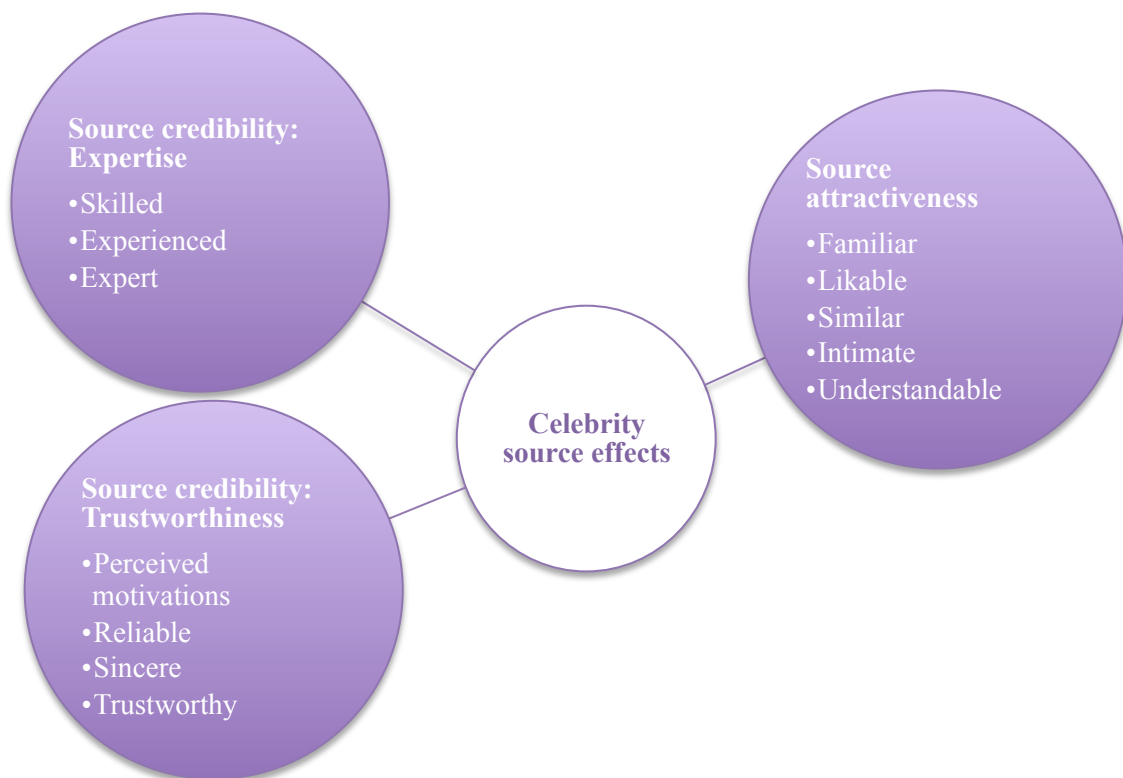 Source credibility:
Expertise
•Skilled
•Experienced
•Expert
Source
attractiveness
•Familiar
•Likable
•Similar
•Intimate
•Understandable
Celebrity
source effects
Source credibility:
Trustworthiness
•Perceived
motivations
•Reliable
•Sincere
•Trustworthy